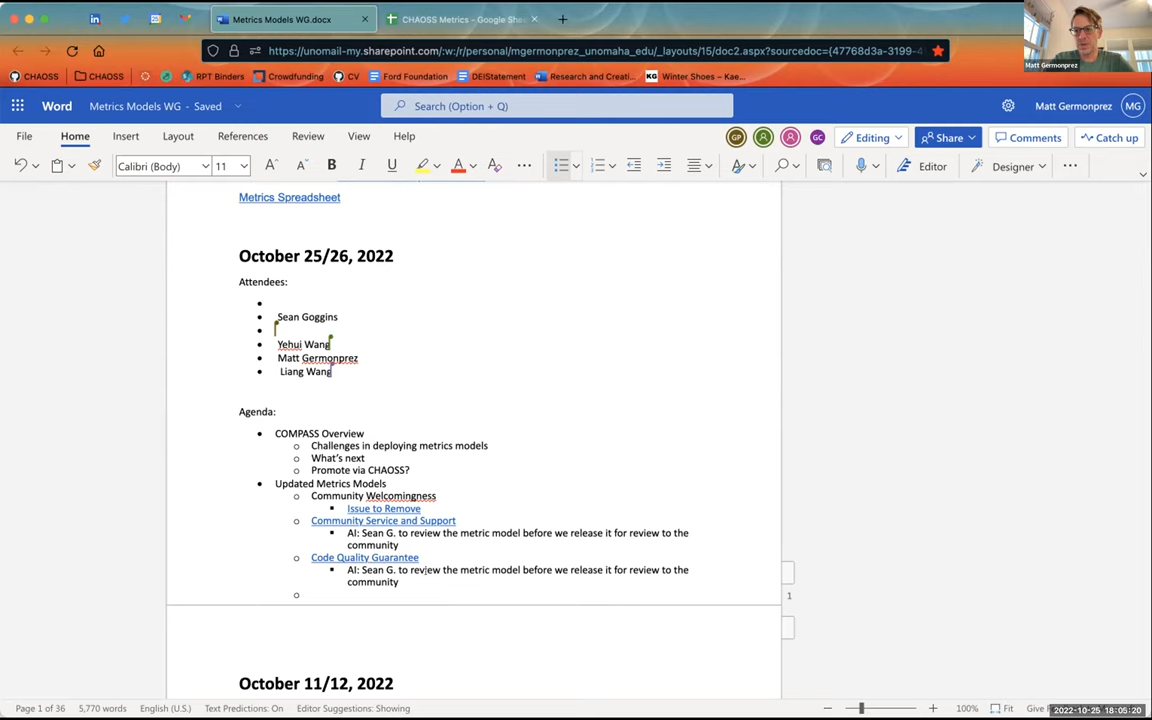 Metrics Models WG.docx
CHAOSS Metrics - Google She
https://unomail-my.sharepoint.com/:w:/r/personal/mgermonprez_unomaha_edu/_layouts/15/doc2.aspx?sourcedoc={47768d3a-3199-4
Matt Germonprez
CHAOSS
CHAOSS
RPT Binders
Crowdfunding
CV
Ford Foundation
DEIStatement
Research and Creati...
KG Winter Shoes – Kae...
Word
Metrics Models WG - Saved
Search (Option + Q)
Matt Germonprez
MG
File
Home
Insert
Draw
Layout
References
Review
View
Help
GP
GC
Editing
Share
Comments
Catch up
Calibri (Body)
11
B
I
U
A
Editor
Designer
Metrics Spreadsheet
October 25/26, 2022
Attendees:
Sean Goggins
Yehui Wang
Matt Germonprez
Liang Wang
Agenda:
COMPASS Overview
Challenges in deploying metrics models
What's next
Promote via CHAOSS?
Updated Metrics Models
Community Welcomingness
Issue to Remove
Community Service and Support
AI: Sean G. to review the metric model before we release it for review to the
community
Code Quality Guarantee
AI: Sean G. to review the metric model before we release it for review to the
community
1
October 11/12, 2022
Page 1 of 36
5,770 words
English (U.S.)
Text Predictions: On
Editor Suggestions: Showing
100%
Fit
Give
2022-10-25 18:05:20